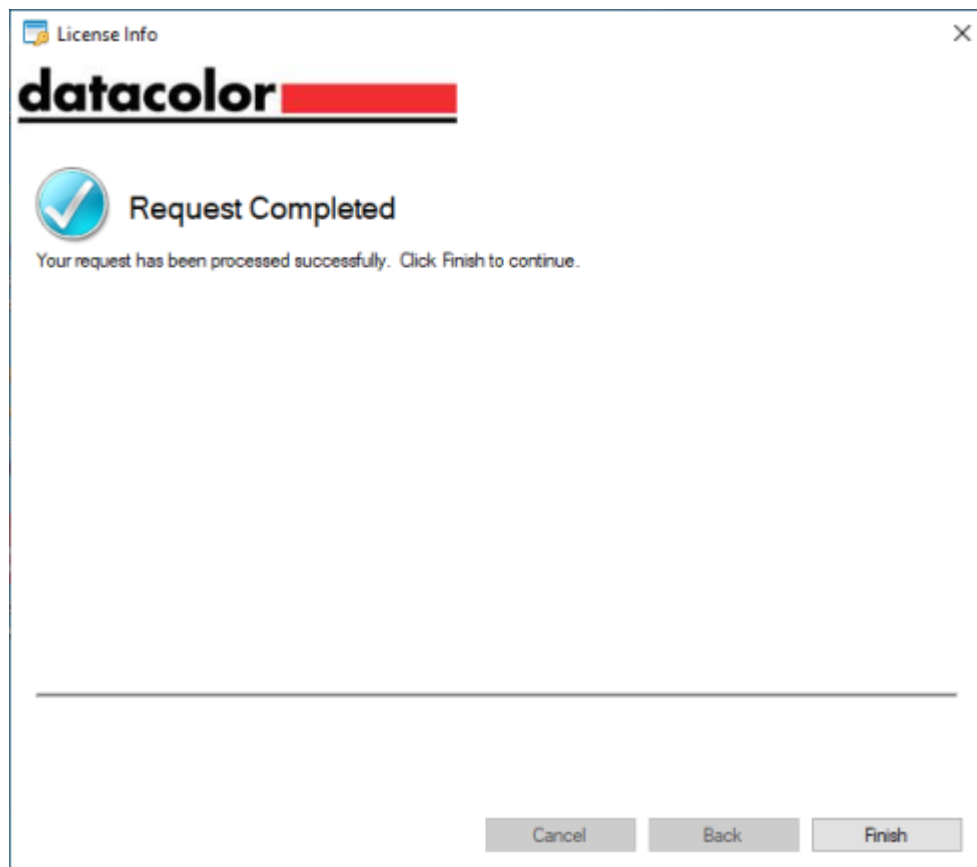 License Info
datacolor
Request Completed
Your request has been processed successfully. Click Finish to continue.
Cancel
Back
Finish